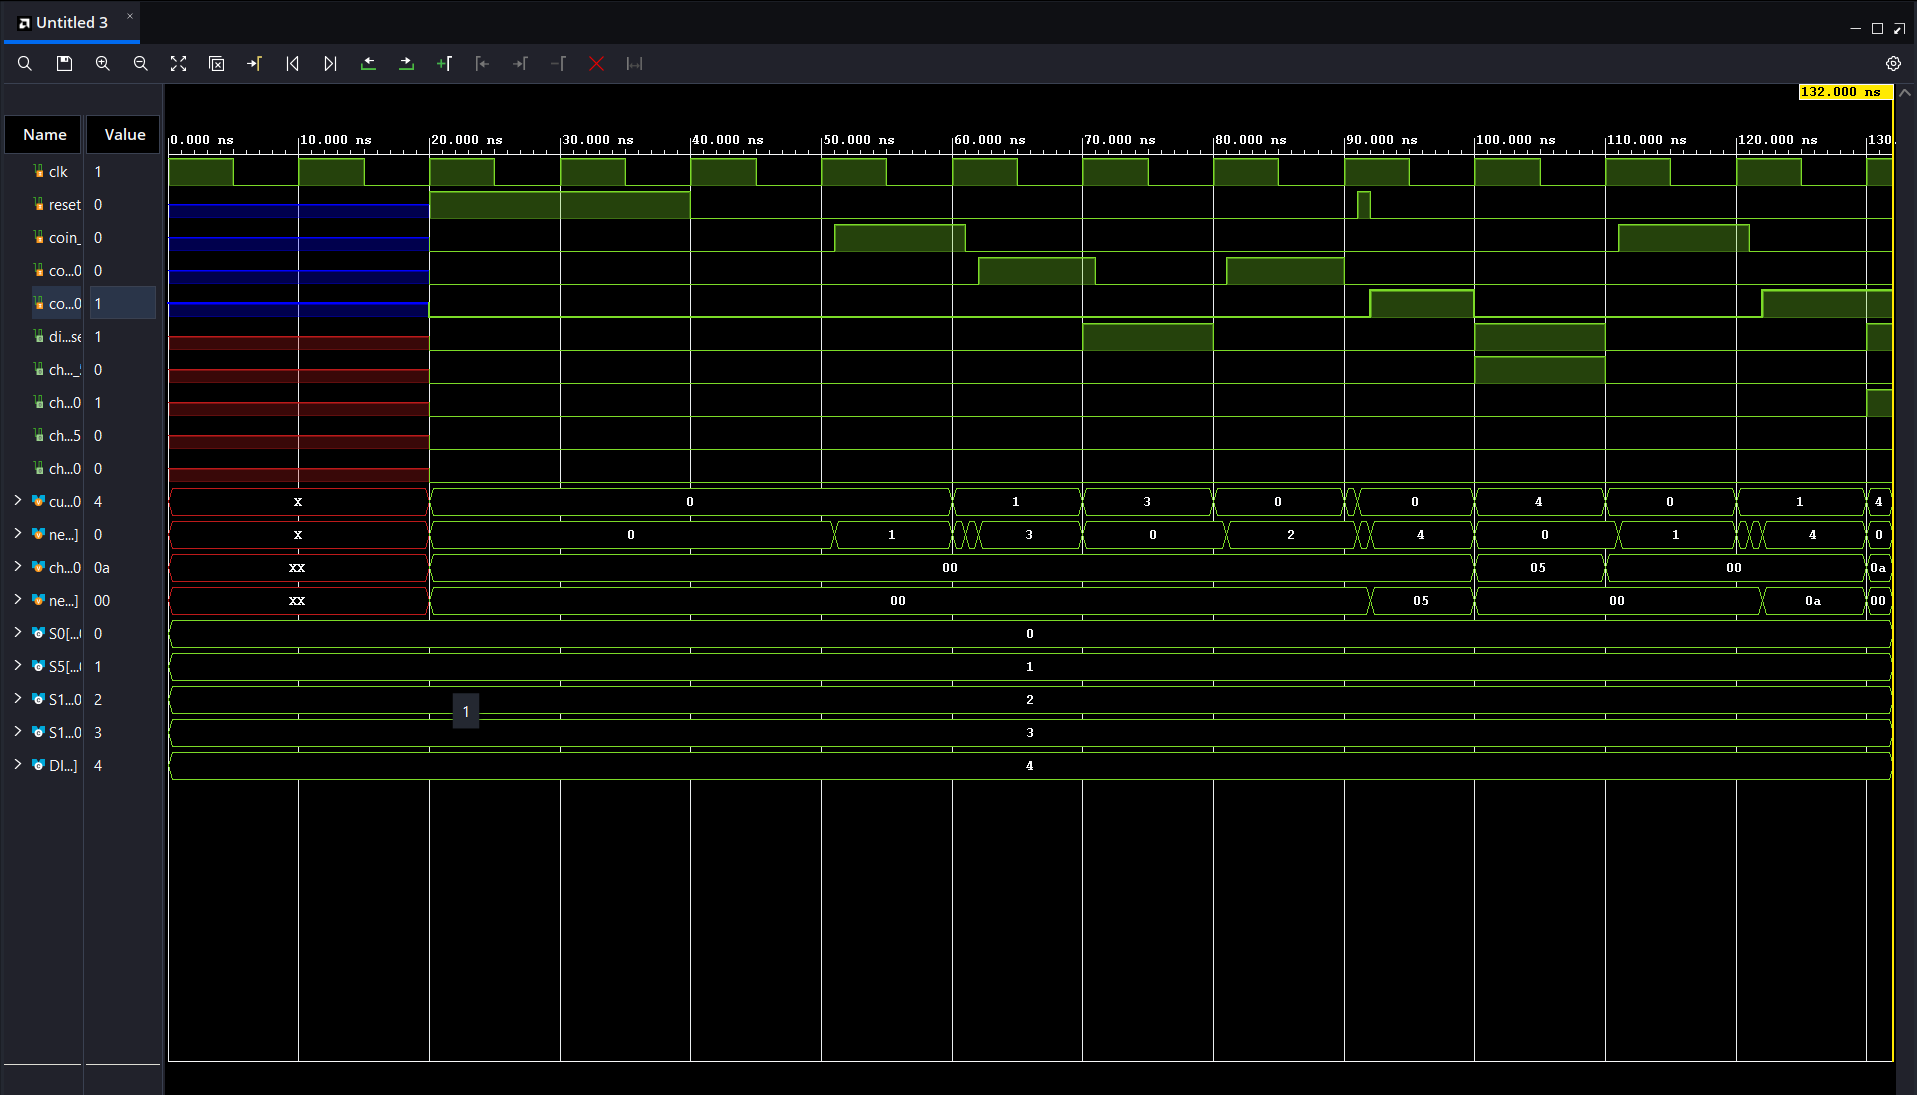 Untitled 3
132.000 ns
Name Value
0.000 ns 10.000 ns 20.000 ns 30.000 ns 40.000 ns 50.000 ns 60.000 ns 70.000 ns 80.000 ns 90.000 ns 100.000 ns 110.000 ns 120.000 ns 130.
clk 1
reset 0
coin_ 0
co...0 0
co...0 1
di...se 1
ch..._ 0
ch...0 1
ch...5 0
ch...0 0
cu...0 4 X 0 1 3 0 0 4 0 1 4
ne...] 0 X 0 1 3 0 2 4 0 1 4 0
ch...0 0a XX 00 05 00 0a
ne...] 00 XX 00 05 00 0a 00
S0[...0 0 0
S5[...0 1 1
S1...0 2 2
1
S1...0 3 3
DI...] 4 4